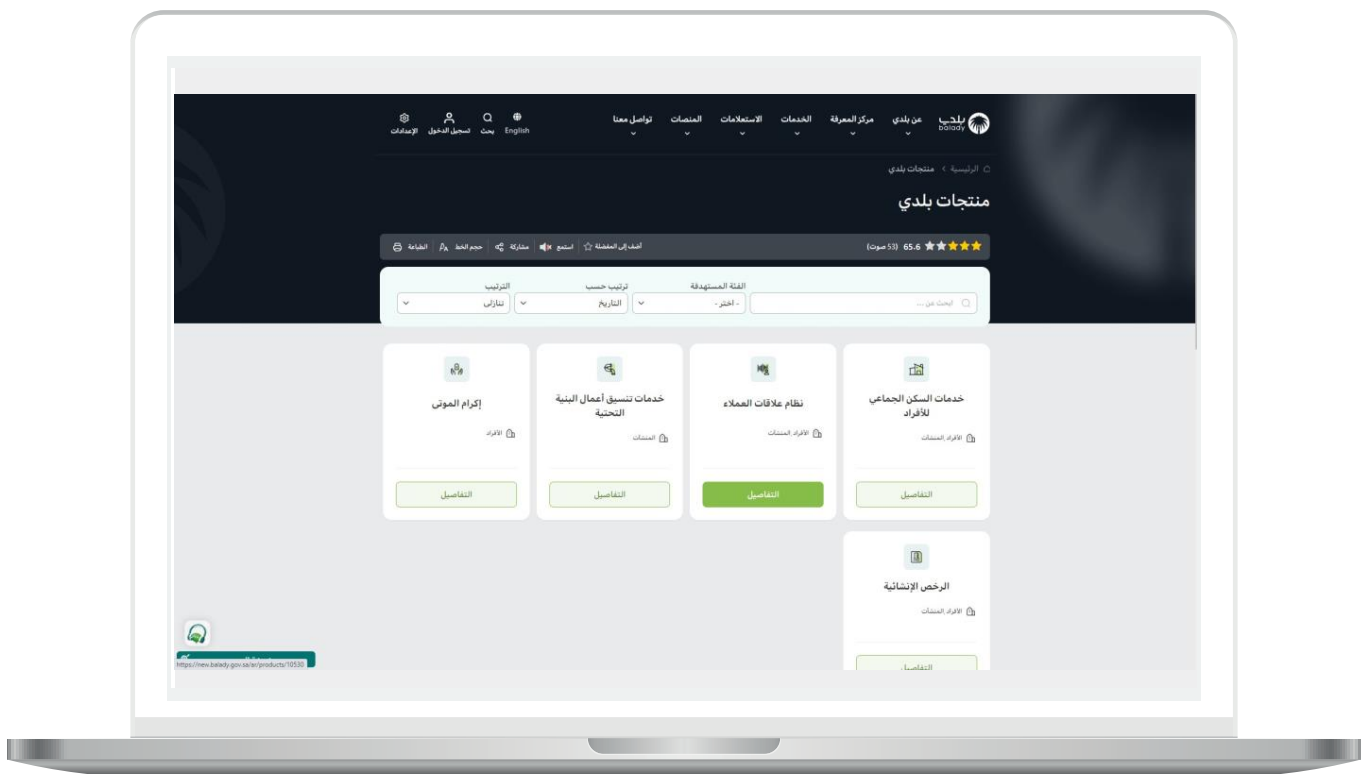 بلدي
balady
عن بلدي
مركز المعرفة
الخدمات
الاستعلامات
المنصات
تواصل معنا
English
بحث
تسجيل الدخول
الإعدادات
الرئيسية > منتجات بلدي
منتجات بلدي
65.6 (53 صوت)
أضف إلى المفضلة
استمع
مشاركة
حجم الخط
الطباعة
الفئة المستهدفة
ترتيب حسب
الترتيب
ابحث عن ...
- اختر -
التاريخ
تنازلي
خدمات السكن الجماعي
للأفراد
الأفراد, المنشآت
التفاصيل
نظام علاقات العملاء
الأفراد, المنشآت
التفاصيل
خدمات تنسيق أعمال البنية
التحتية
المنشآت
التفاصيل
إكرام الموتى
الأفراد
التفاصيل
الرخص الإنشائية
الأفراد, المنشآت
التفاصيل
https://new.balady.gov.sa/ar/products/10530